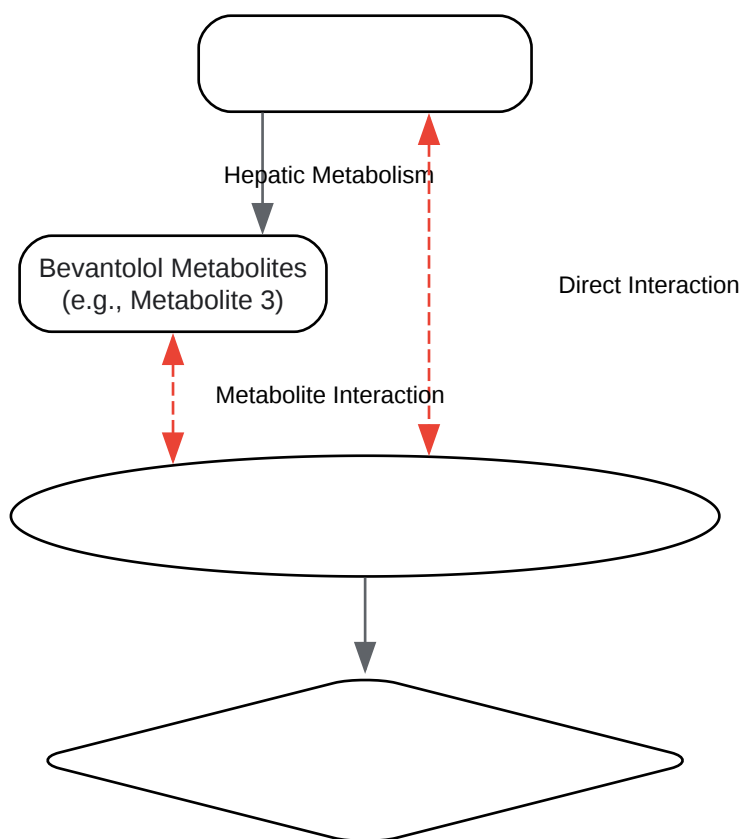 Hepatic Metabolism
Bevantolol Metabolites
(e.g., Metabolite 3)
Direct Interaction
Metabolite Interaction